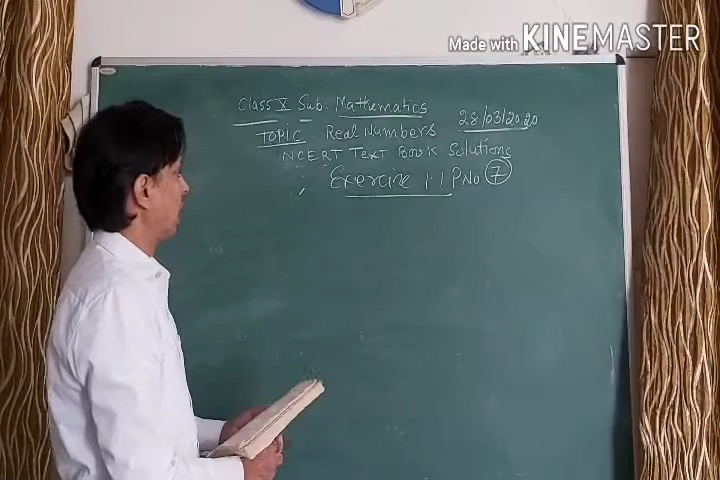 Made with KINEMASTER
Class X Sub. Mathematics 28/03/2020
TOPIC. Real Numbers
NCERT Text Book Solutions
Exercise 1.1 P No 7